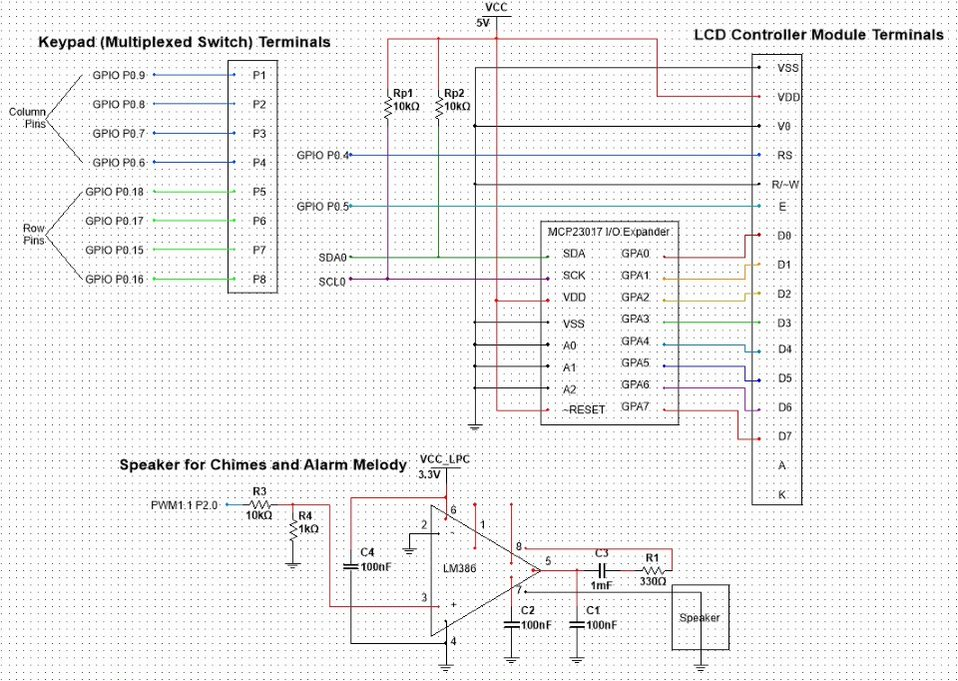 VCC
5V
Keypad (Multiplexed Switch) Terminals
LCD Controller Module Terminals
GPIO P0.9 P1
GPIO P0.8 P2
GPIO P0.7 P3
GPIO P0.6 P4
GPIO P0.18 P5
GPIO P0.17 P6
GPIO P0.15 P7
GPIO P0.16 P8
Column
Pins
Row
Pins
Rp1
10kΩ
Rp2
10kΩ
GPIO P0.4
GPIO P0.5
SDA0
SCL0
MCP23017 I/O Expander
SDA GPA0
SCK GPA1
VDD GPA2
VSS GPA3
A0 GPA4
A1 GPA5
A2 GPA6
~RESET GPA7
VSS
VDD
V0
RS
R/~W
E
D0
D1
D2
D3
D4
D5
D6
D7
A
K
Speaker for Chimes and Alarm Melody
VCC_LPC
3.3V
PWM1.1 P2.0
R3
10kΩ
R4
1kΩ
C4
100nF
LM386
2
-
6
1
8
5
7
3
+
4
C3
1mF
R1
330Ω
C2
100nF
C1
100nF
Speaker